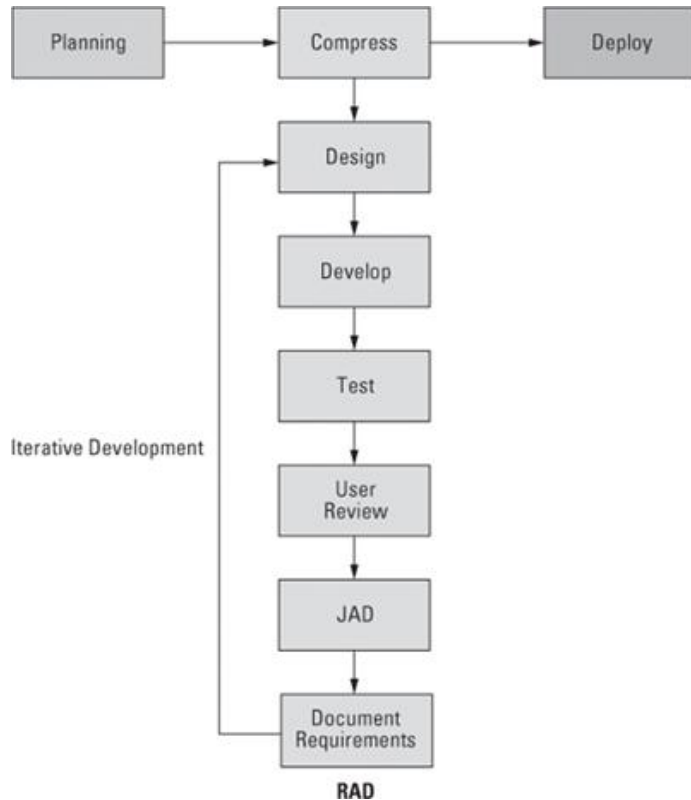 Planning
Compress
Deploy
Design
Develop
Test
Iterative Development
User
Review
JAD
Document
Requirements
RAD